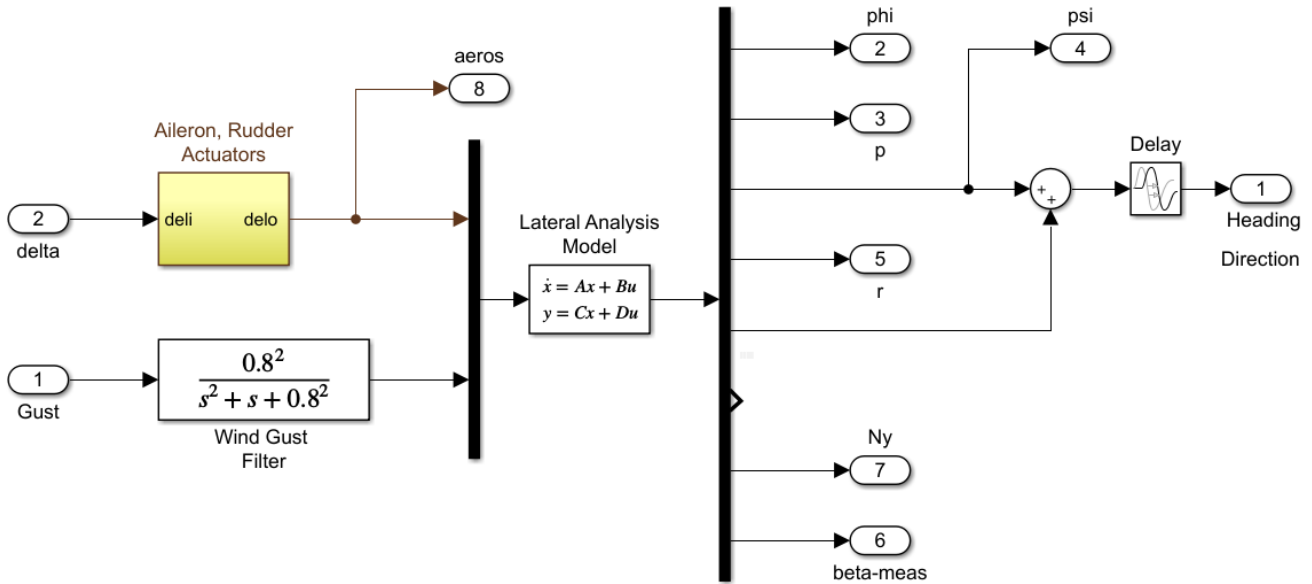 phi
2
psi
4
aeros
8
Aileron, Rudder
Actuators
3
p
Delay
2
delta
deli
delo
+
+
1
Heading
Direction
Lateral Analysis
Model
ẋ = Ax + Bu
y = Cx + Du
5
r
1
Gust
0.8²
s² + s + 0.8²
Wind Gust
Filter
Ny
7
6
beta-meas